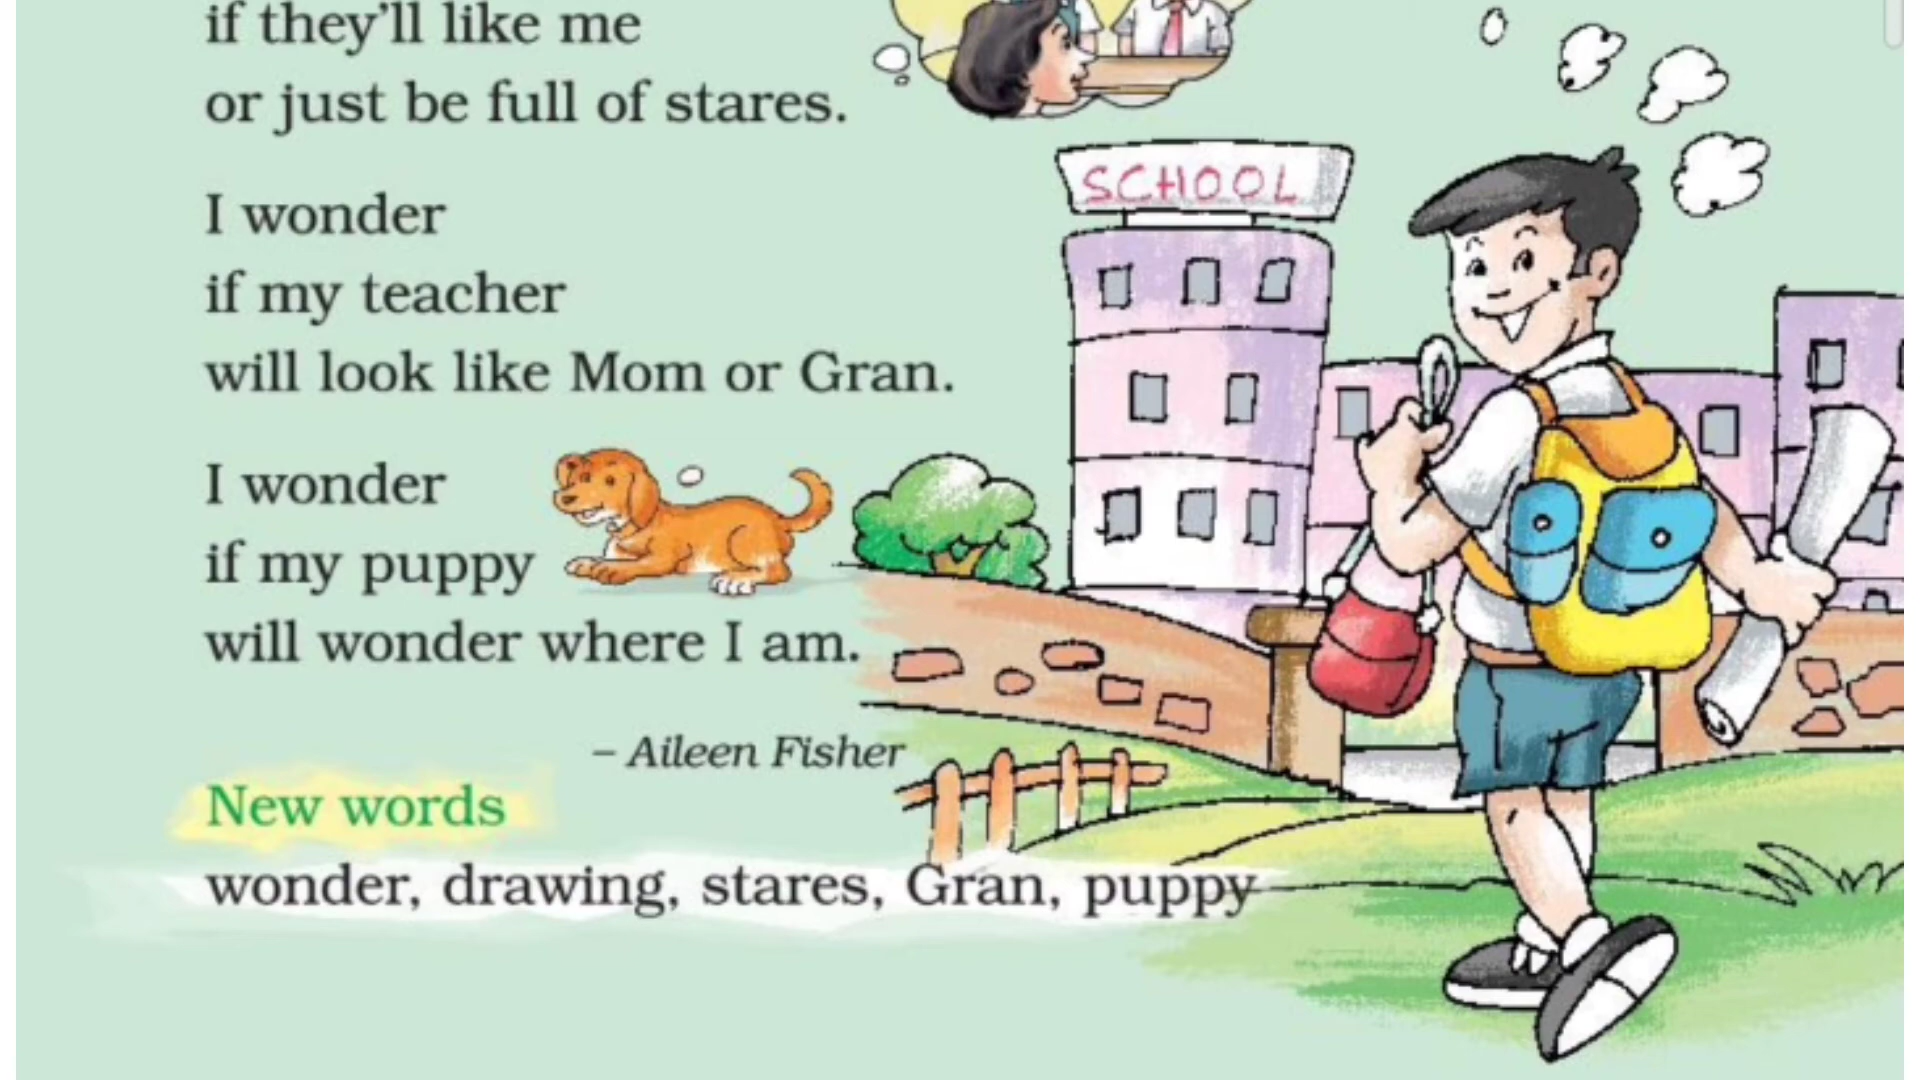 if they'll like me
or just be full of stares.
SCHOOL
I wonder
if my teacher
will look like Mom or Gran.
I wonder
if my puppy
will wonder where I am.
– Aileen Fisher
New words
wonder, drawing, stares, Gran, puppy